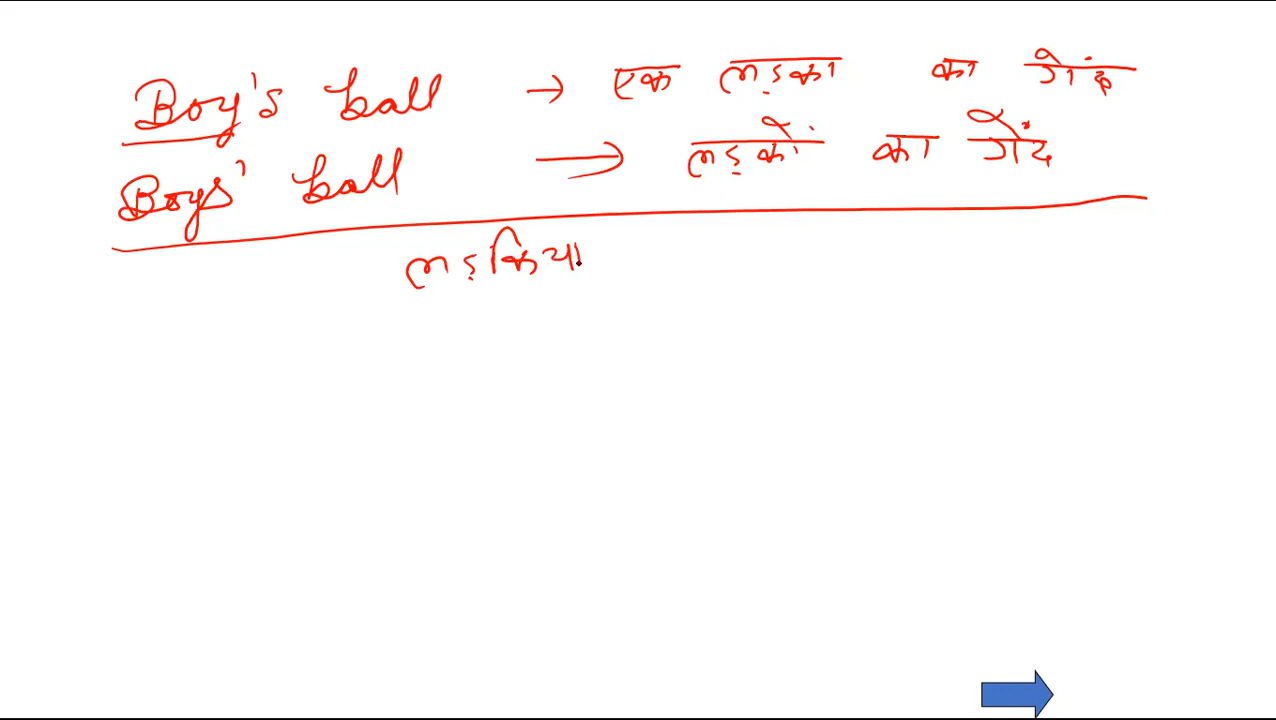 Boy's ball → एक लड़का का गेंद
Boys' ball → लड़कों का गेंद
लड़किया